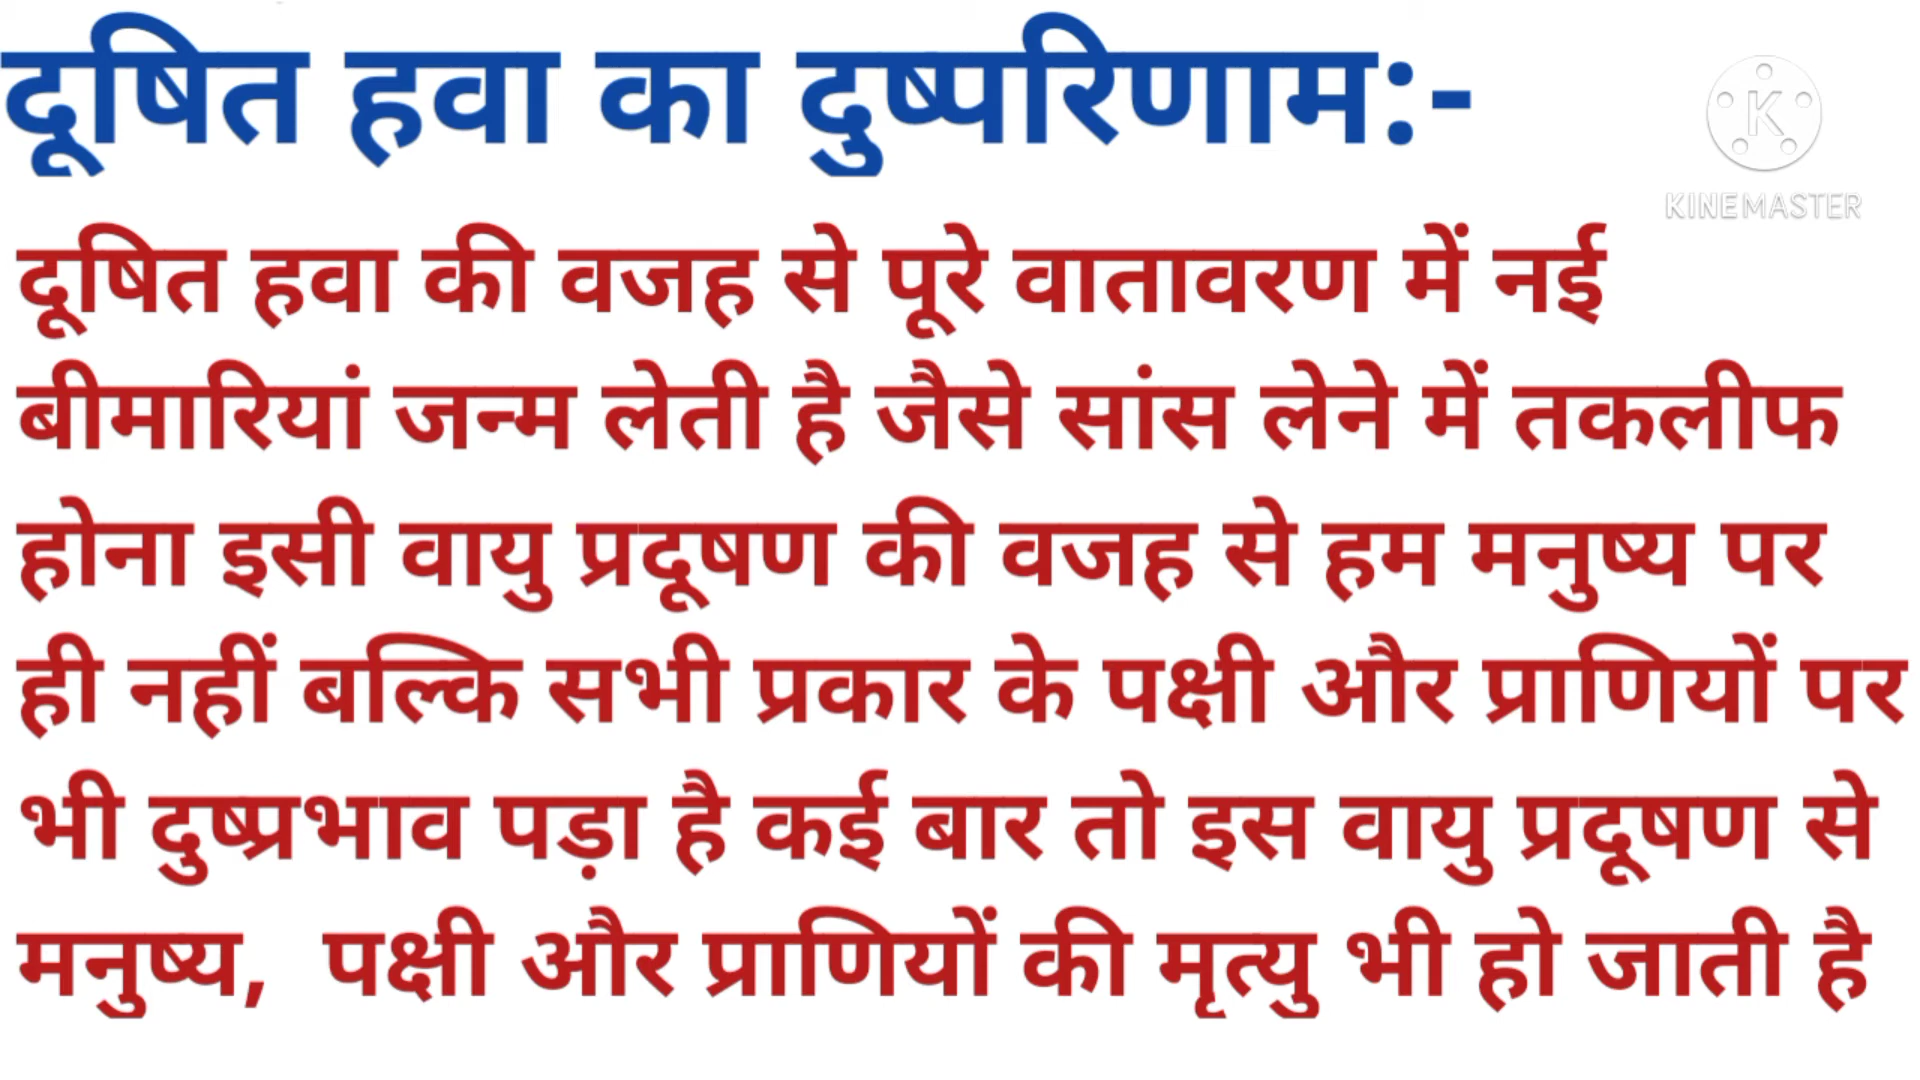 दूषित हवा का दुष्परिणाम:-
K
KINEMASTER
दूषित हवा की वजह से पूरे वातावरण में नई
बीमारियां जन्म लेती है जैसे सांस लेने में तकलीफ
होना इसी वायु प्रदूषण की वजह से हम मनुष्य पर
ही नहीं बल्कि सभी प्रकार के पक्षी और प्राणियों पर
भी दुष्प्रभाव पड़ा है कई बार तो इस वायु प्रदूषण से
मनुष्य, पक्षी और प्राणियों की मृत्यु भी हो जाती है